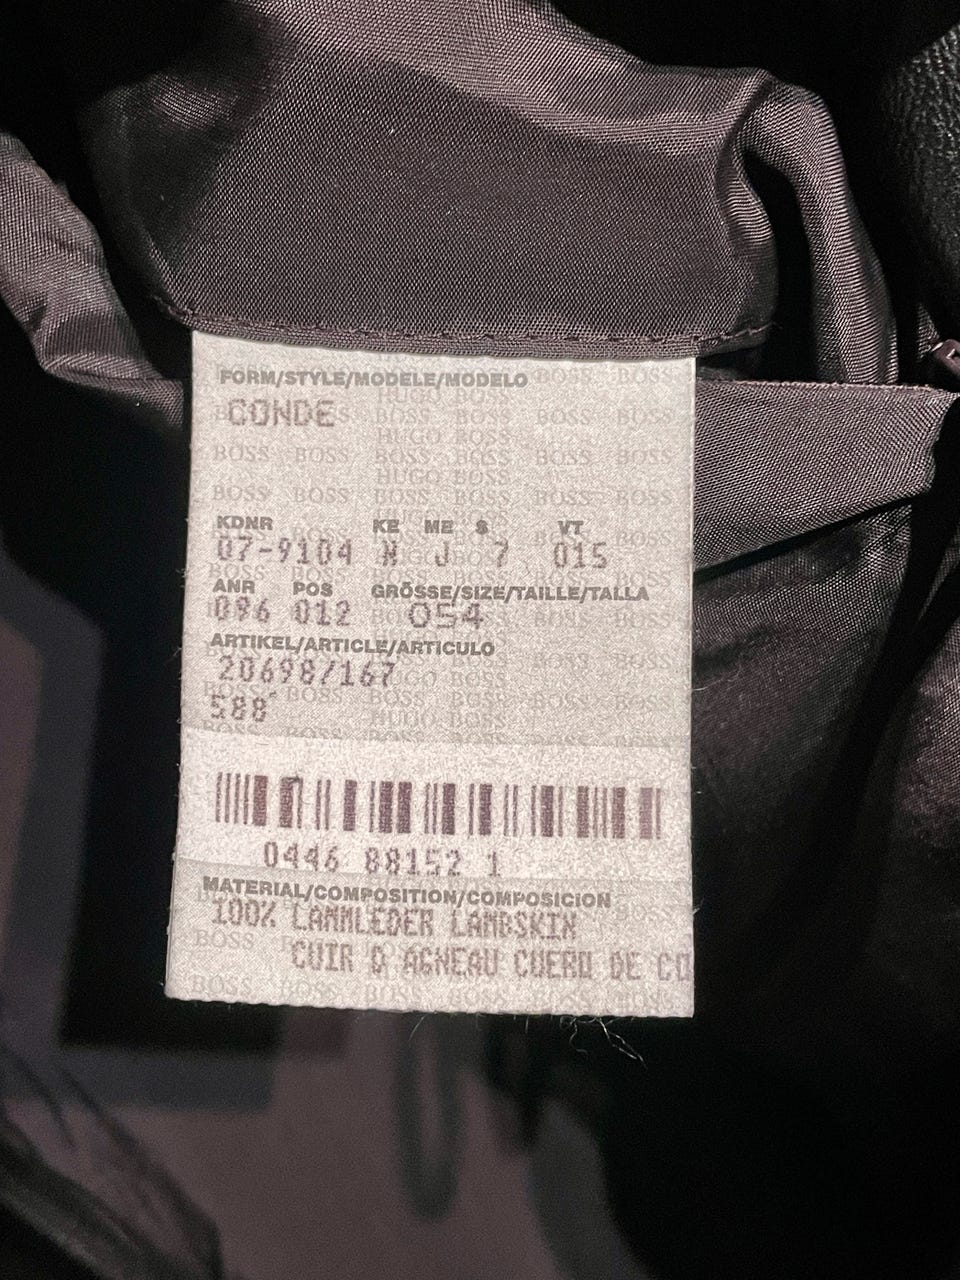 FORM/STYLE/MODELE/MODELO
CONDE
KDNR KE ME S VT
07-9104 N J 7 015
ANR POS GRÖSSE/SIZE/TAILLE/TALLA
096 012 054
ARTIKEL/ARTICLE/ARTICULO
20698/167
588
0446 88152 1
MATERIAL/COMPOSITION/COMPOSICION
100% LAMMLEDER LAMBSKIN
CUIR D AGNEAU CUERO DE CO
HUGO BOSS